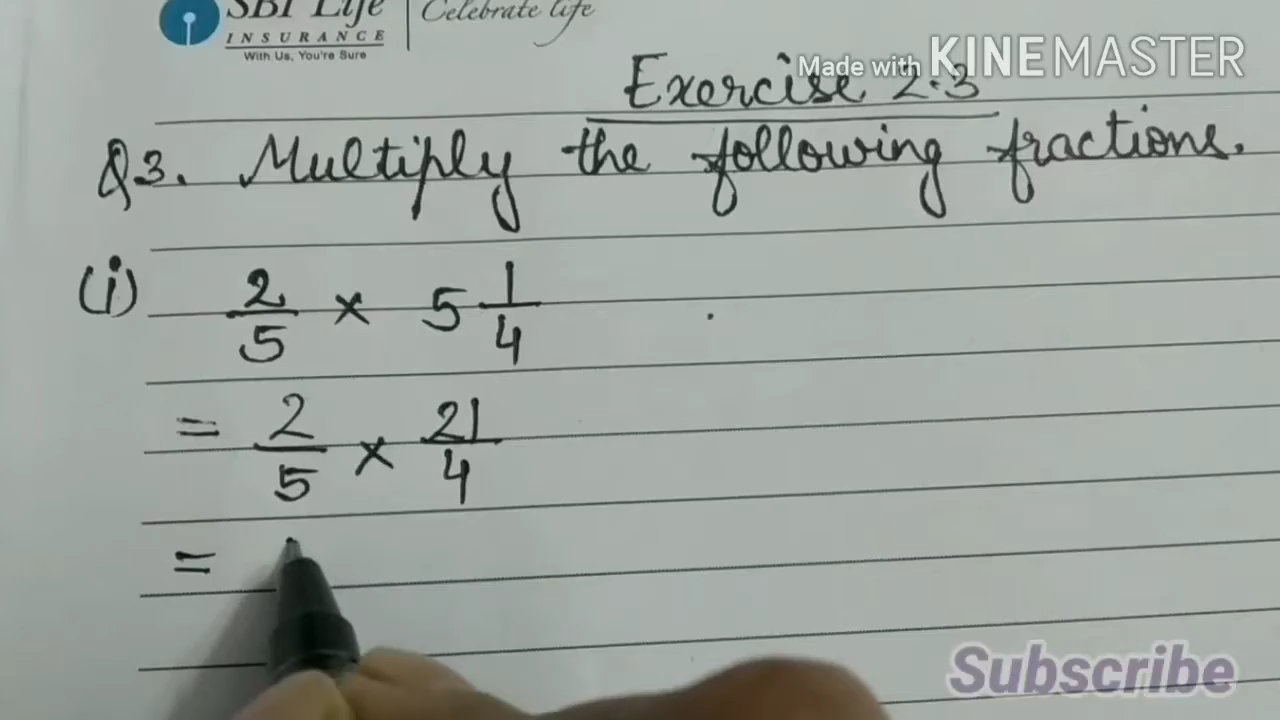 SBI Life
INSURANCE
With Us, You're Sure
Celebrate life
Made with KINEMASTER
Exercise 2.3
Q3. Multiply the following fractions.
(i) 2/5 × 5 1/4
= 2/5 × 21/4
=
Subscribe